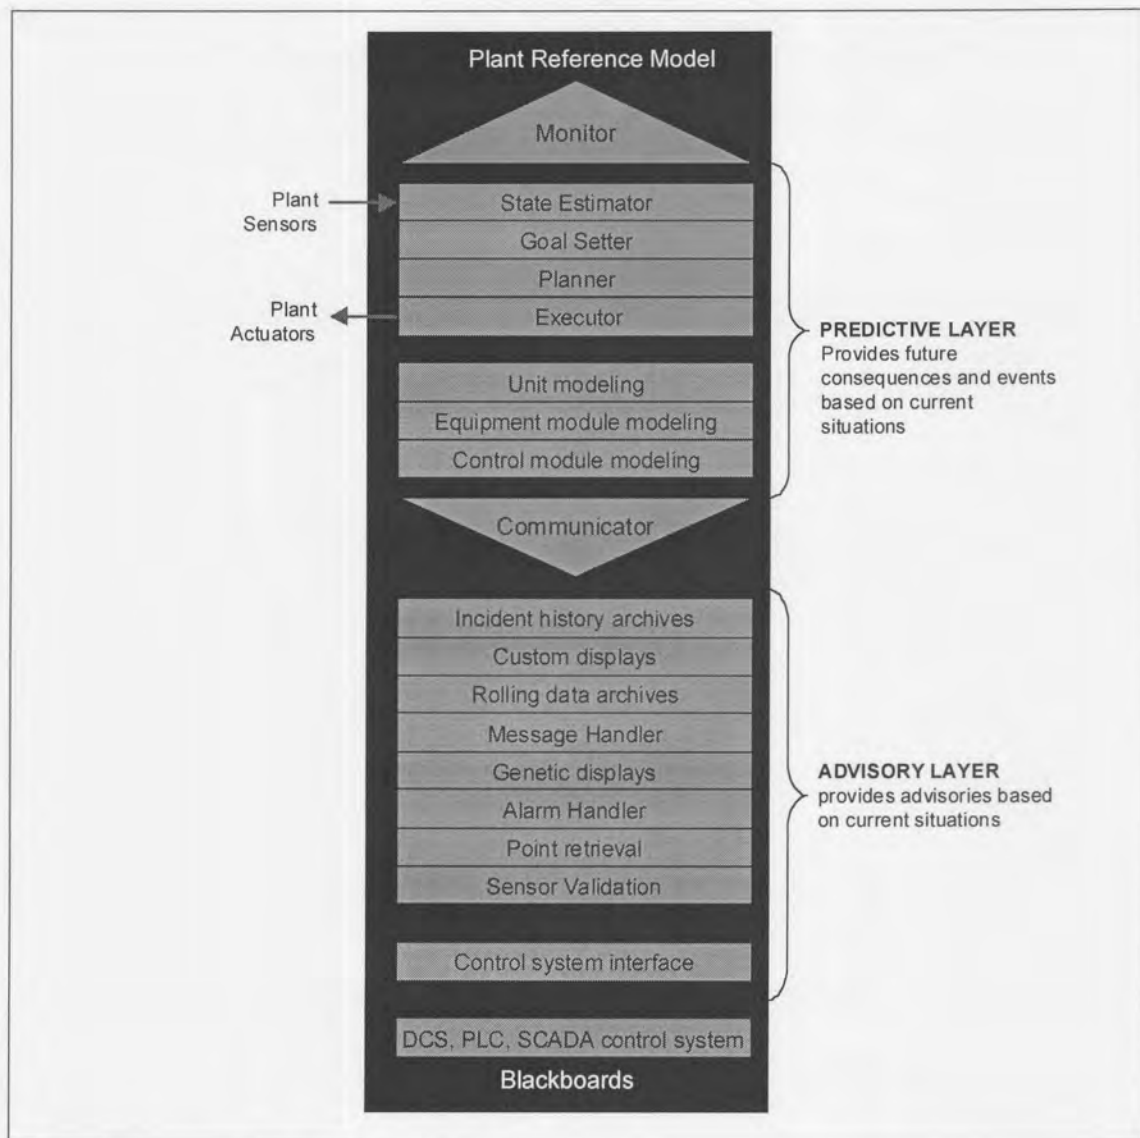 Plant Reference Model
Monitor
Plant
Sensors
State Estimator
Goal Setter
Planner
Plant
Actuators
Executor
Unit modeling
Equipment module modeling
Control module modeling
PREDICTIVE LAYER
Provides future
consequences and events
based on current
situations
Communicator
Incident history archives
Custom displays
Rolling data archives
Message Handler
Genetic displays
Alarm Handler
Point retrieval
Sensor Validation
ADVISORY LAYER
provides advisories based
on current situations
Control system interface
DCS, PLC, SCADA control system
Blackboards